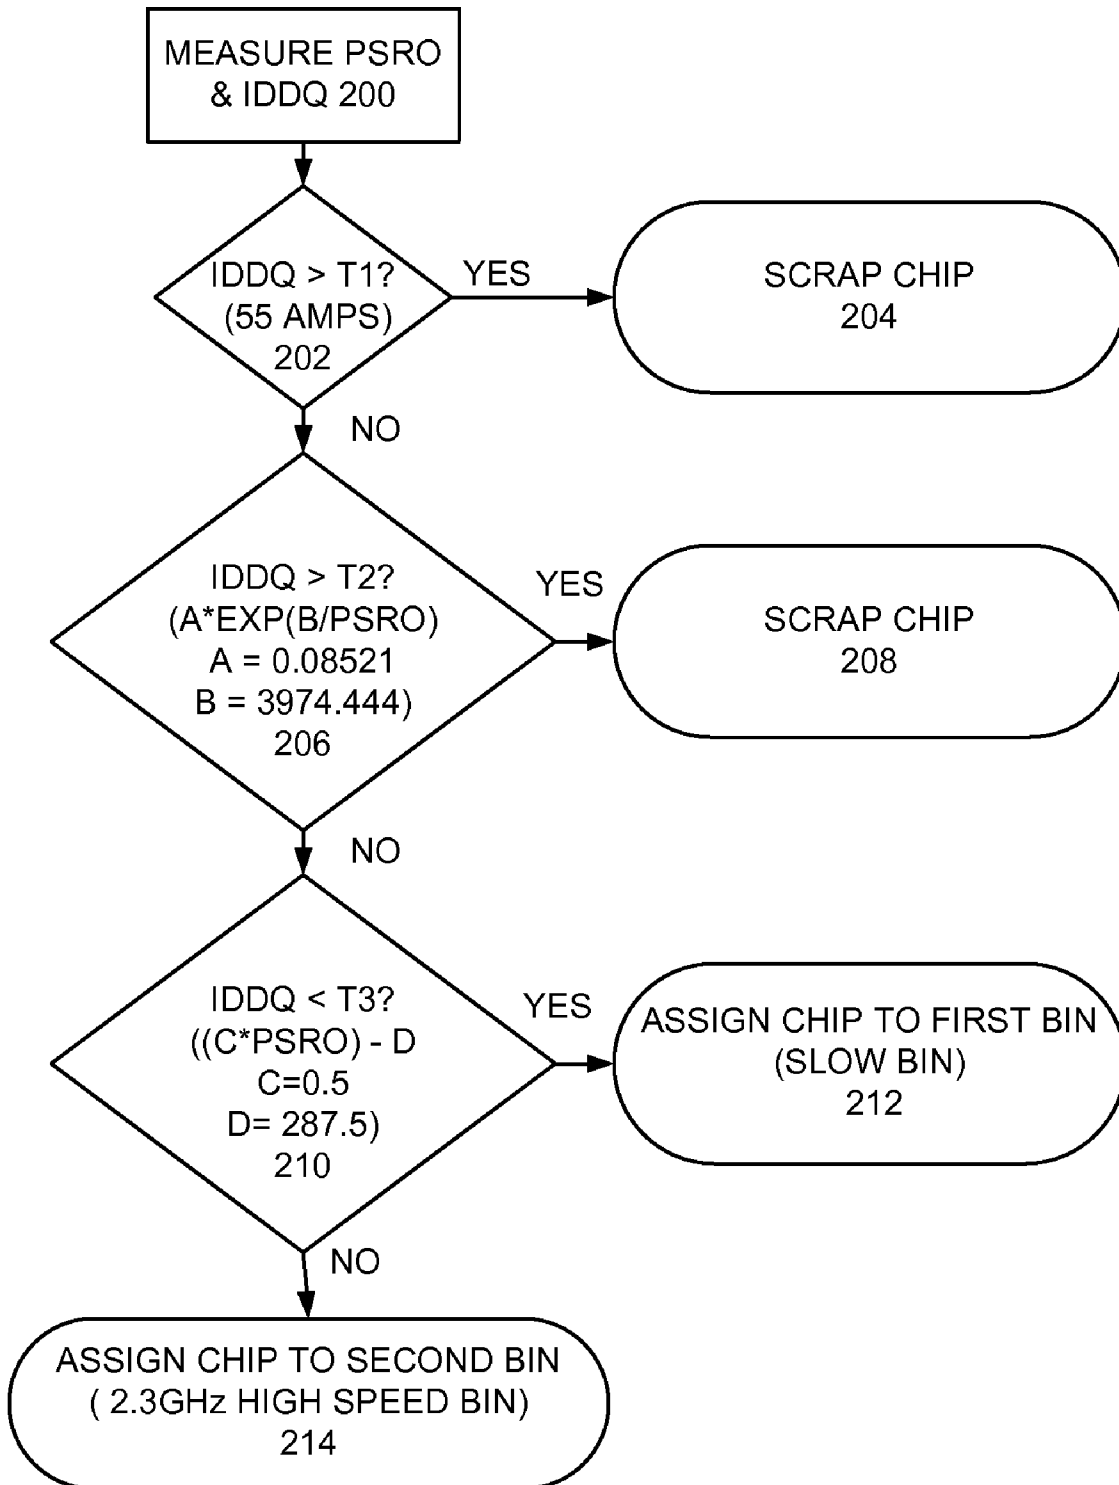 MEASURE PSRO
& IDDQ 200
IDDQ > T1?
(55 AMPS)
202
YES
SCRAP CHIP
204
NO
IDDQ > T2?
(A*EXP(B/PSRO)
A = 0.08521
B = 3974.444)
206
YES
SCRAP CHIP
208
NO
IDDQ < T3?
((C*PSRO) - D
C=0.5
D= 287.5)
210
YES
ASSIGN CHIP TO FIRST BIN
(SLOW BIN)
212
NO
ASSIGN CHIP TO SECOND BIN
( 2.3GHz HIGH SPEED BIN)
214